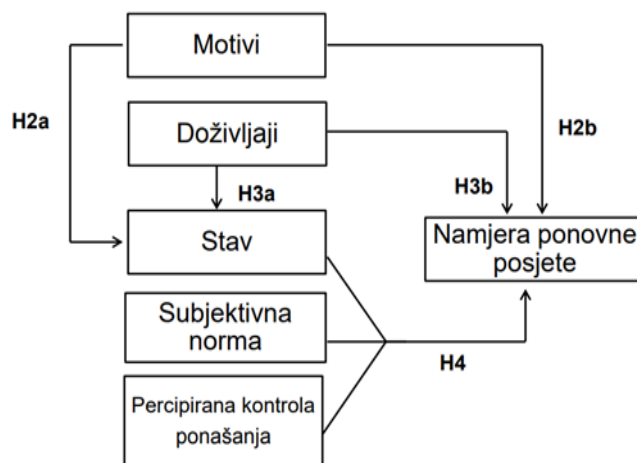 Motivi
H2a
H2b
Doživljaji
H3a
H3b
Stav
Namjera ponovne
posjete
Subjektivna
norma
H4
Percipirana kontrola
ponašanja